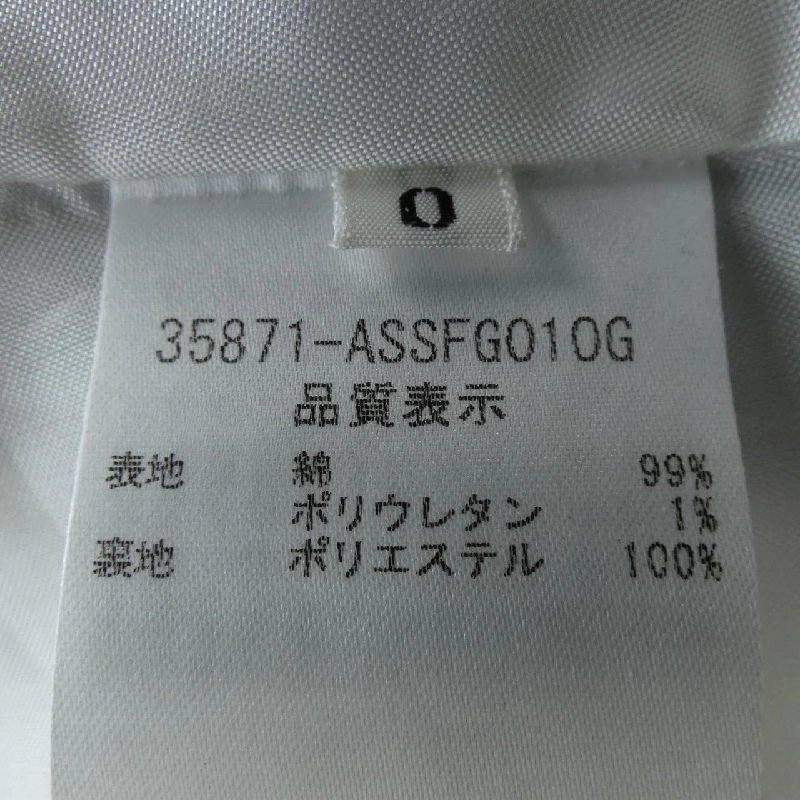 0
35871-ASSFG010G
品質表示
表地 綿 99%
ポリウレタン 1%
裏地 ポリエステル 100%